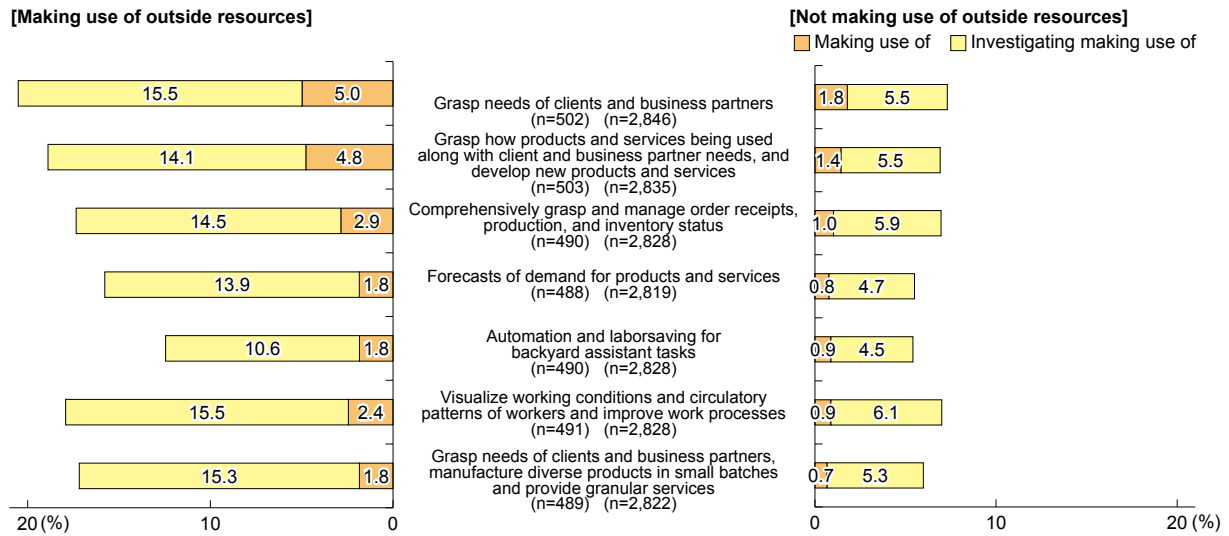 [Making use of outside resources]
[Not making use of outside resources]
Making use of
Investigating making use of
15.5 5.0
Grasp needs of clients and business partners
(n=502) (n=2,846)
1.8 5.5
14.1 4.8
Grasp how products and services being used
along with client and business partner needs, and
develop new products and services
(n=503) (n=2,835)
1.4 5.5
14.5 2.9
Comprehensively grasp and manage order receipts,
production, and inventory status
(n=490) (n=2,828)
1.0 5.9
13.9 1.8
Forecasts of demand for products and services
(n=488) (n=2,819)
0.8 4.7
10.6 1.8
Automation and laborsaving for
backyard assistant tasks
(n=490) (n=2,828)
0.9 4.5
15.5 2.4
Visualize working conditions and circulatory
patterns of workers and improve work processes
(n=491) (n=2,828)
0.9 6.1
15.3 1.8
Grasp needs of clients and business partners,
manufacture diverse products in small batches
and provide granular services
(n=489) (n=2,822)
0.7 5.3
20 (%) 10 0
0 10 20 (%)